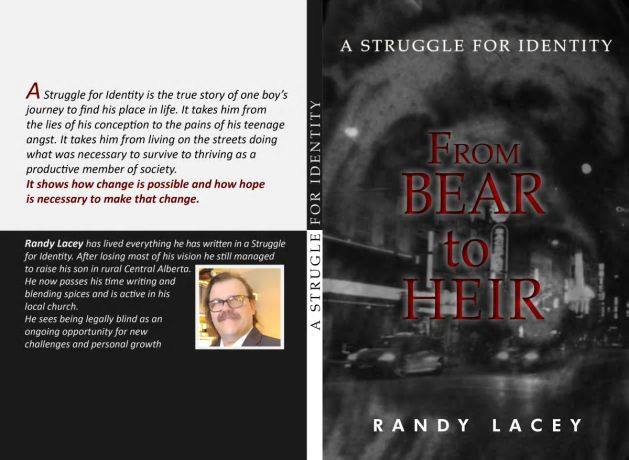 A Struggle for Identity is the true story of one boy's
journey to find his place in life. It takes him from
the lies of his conception to the pains of his teenage
angst. It takes him from living on the streets doing
what was necessary to survive to thriving as a
productive member of society.
It shows how change is possible and how hope
is necessary to make that change.
Randy Lacey has lived everything he has written in a Struggle
for Identity. After losing most of his vision he still managed
to raise his son in rural Central Alberta.
He now passes his time writing and
blending spices and is active in his
local church.
He sees being legally blind as an
ongoing opportunity for new
challenges and personal growth
A STRUGLE FOR IDENTITY
A STRUGGLE FOR IDENTITY
FROM
BEAR
to
HEIR
RANDY LACEY